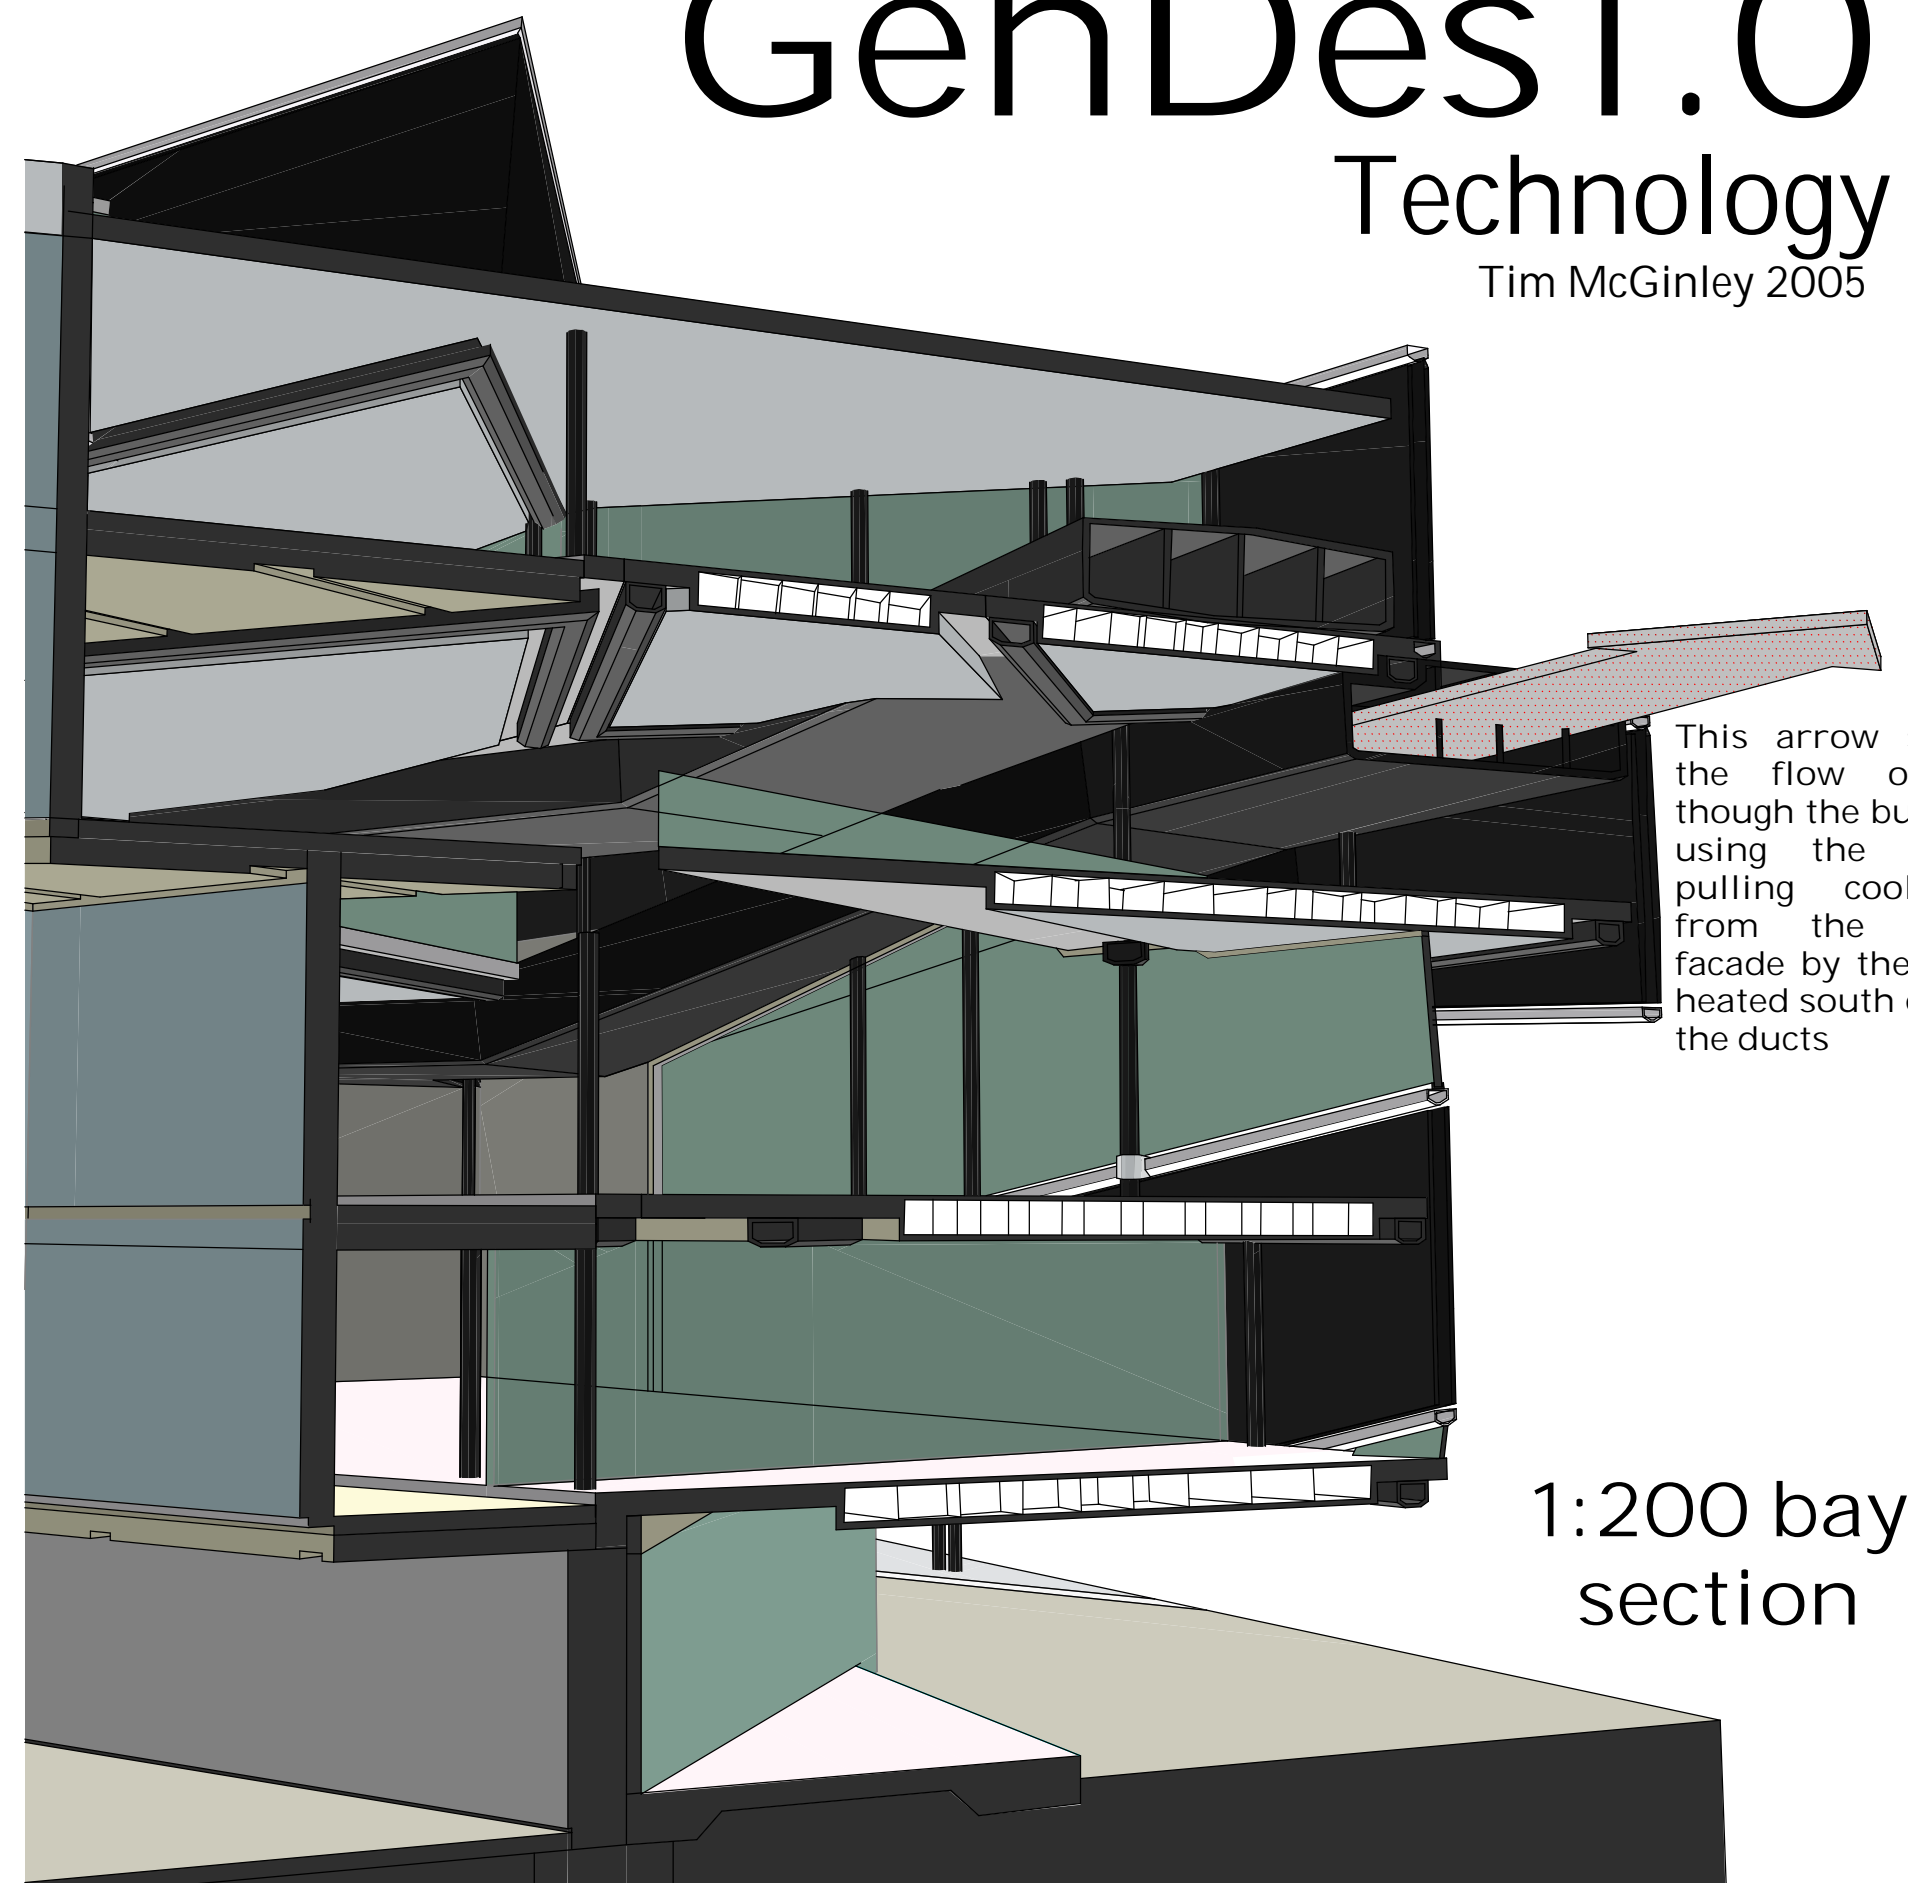 GenDes1.0
Technology
Tim McGinley 2005
This arrow
the flow
though the
using the
pulling
from the
facade by the
heated south
the ducts
1:200 bay
section